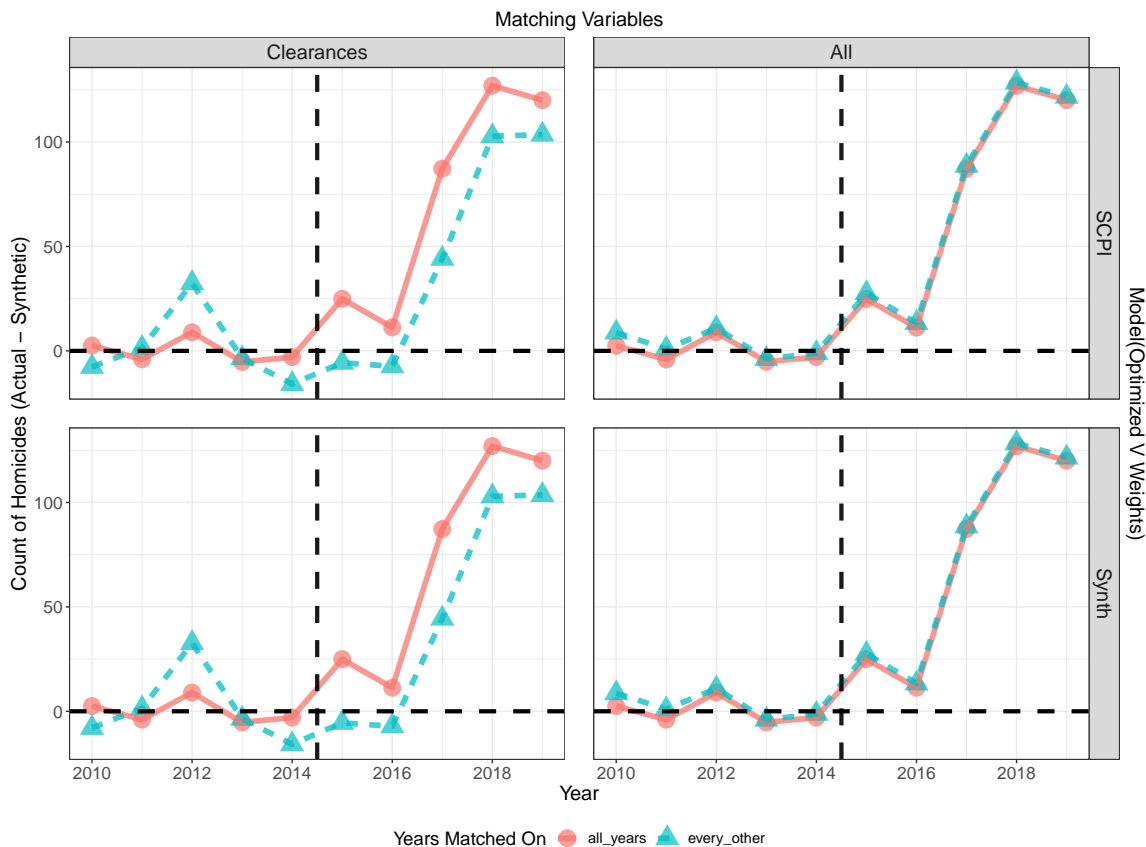 Matching Variables
Clearances
All
100
50
0
SCPI
100
50
0
Synth
Count of Homicides (Actual − Synthetic)
Model(Optimized V Weights)
2010 2012 2014 2016 2018
2010 2012 2014 2016 2018
Year
Years Matched On all_years every_other